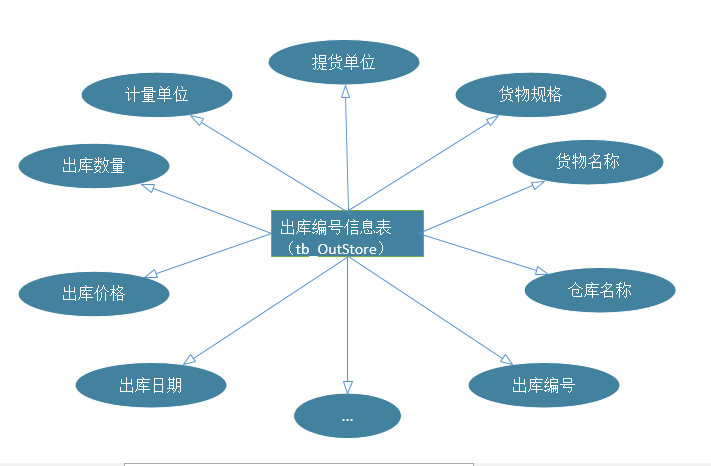 提货单位
计量单位
货物规格
出库数量
货物名称
出库编号信息表
（tb_OutStore）
出库价格
仓库名称
出库日期
出库编号
...